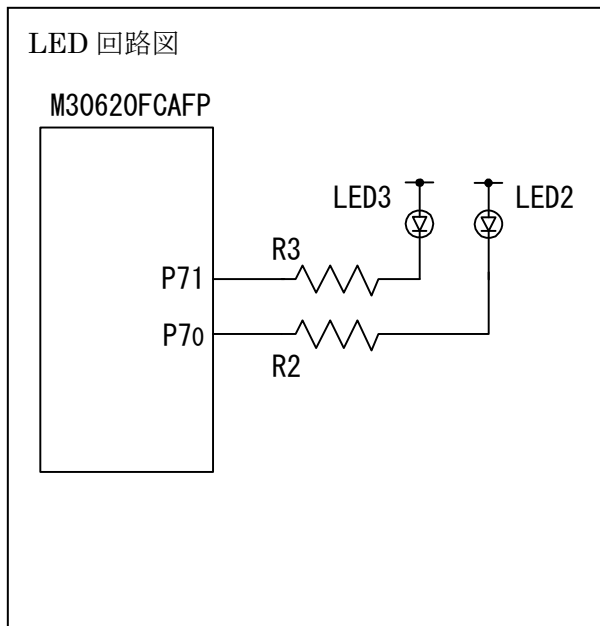 LED 回路図
M30620FCAFP
LED3
LED2
R3
P71
P70
R2